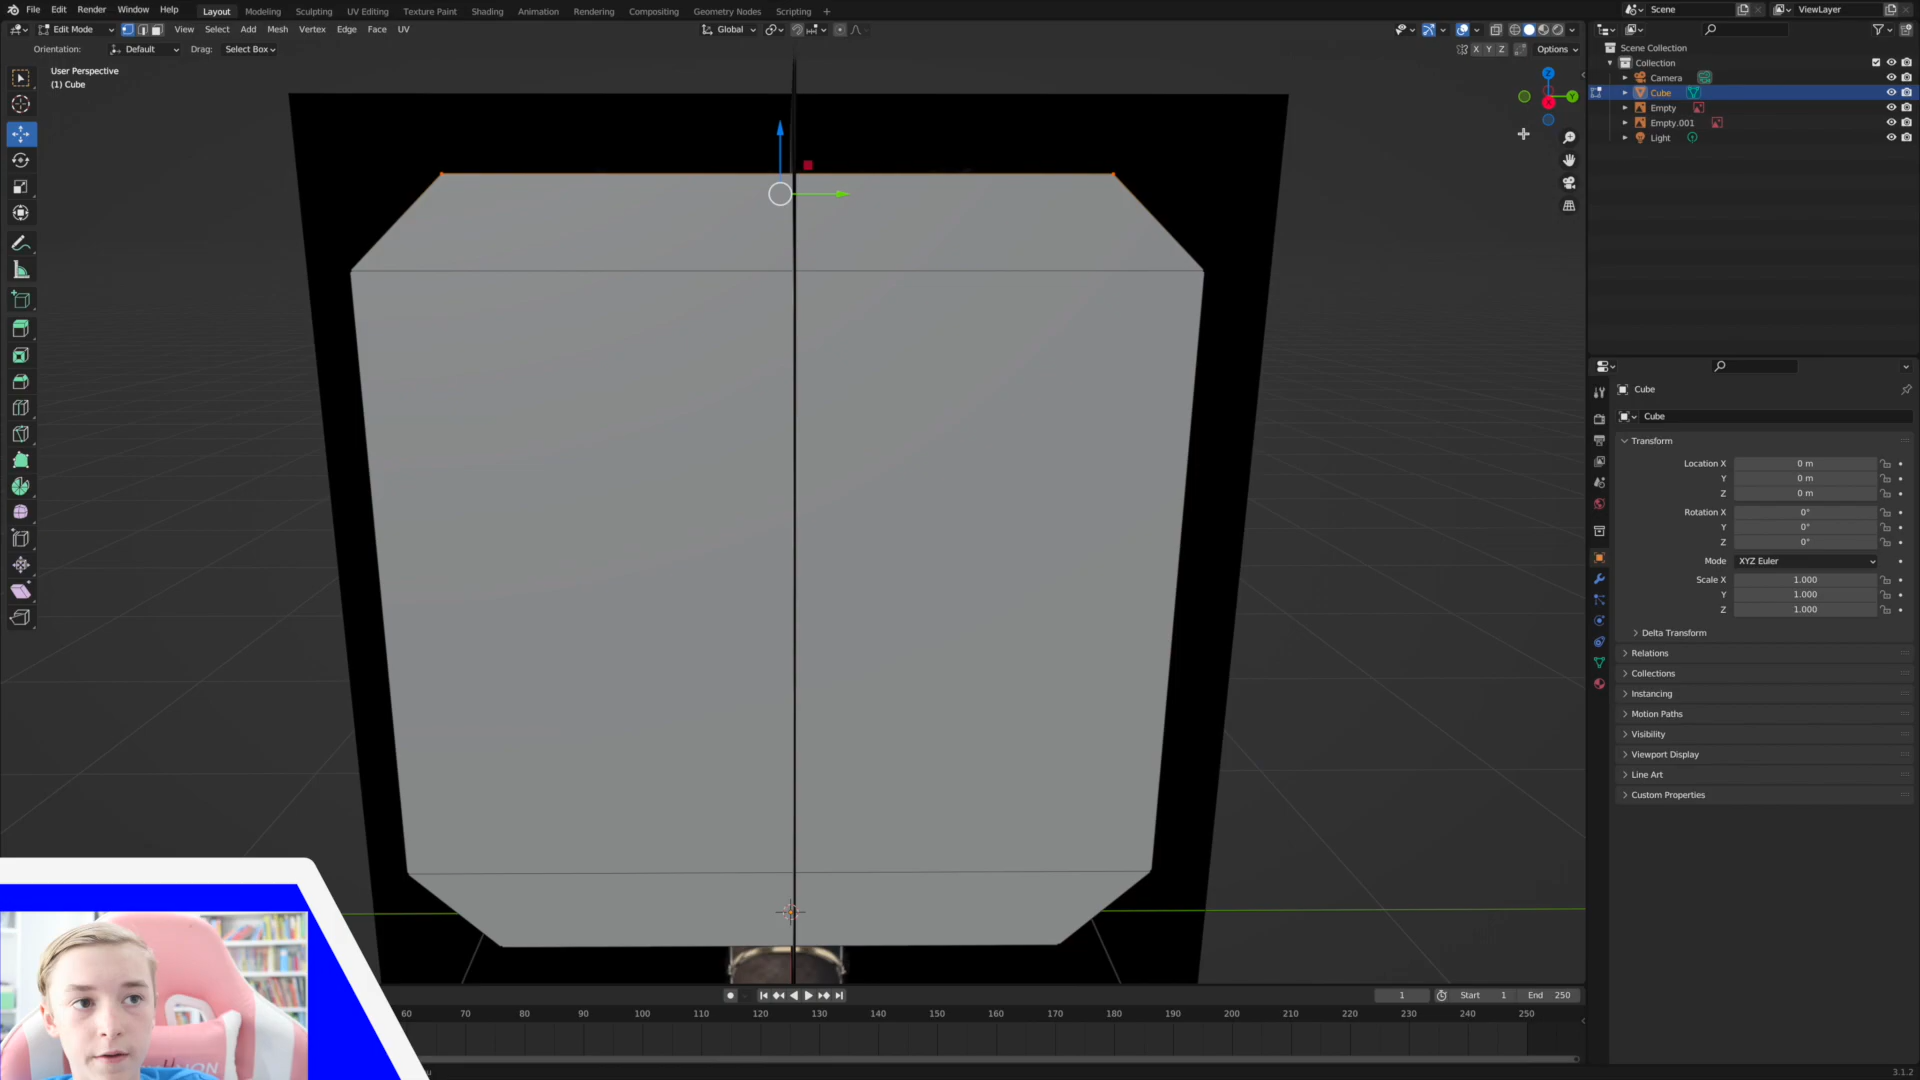 File Edit Render Window Help Layout Modeling Sculpting UV Editing Texture Paint Shading Animation Rendering Compositing Geometry Nodes Scripting + Scene ViewLayer
Edit Mode View Select Add Mesh Vertex Edge Face UV Global
Orientation: Default Drag: Select Box X Y Z Options
User Perspective
(1) Cube
Z
Y
X
Scene Collection
Collection
Camera
Cube
Empty
Empty.001
Light
Cube
Cube
Transform
Location X 0 m
Y 0 m
Z 0 m
Rotation X 0°
Y 0°
Z 0°
Mode XYZ Euler
Scale X 1.000
Y 1.000
Z 1.000
Delta Transform
Relations
Collections
Instancing
Motion Paths
Visibility
Viewport Display
Line Art
Custom Properties
1 Start 1 End 250
60 70 80 90 100 110 120 130 140 150 160 170 180 190 200 210 220 230 240 250
3.1.2